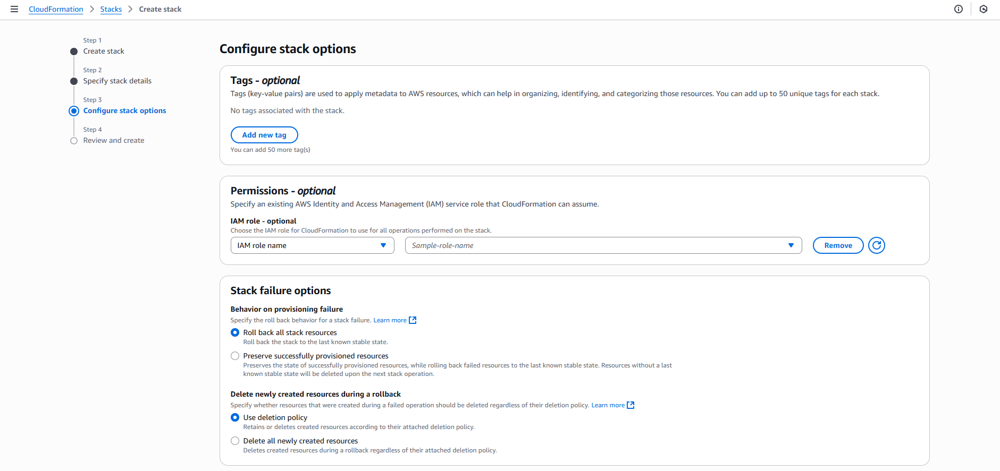 CloudFormation > Stacks > Create stack
Step 1
Create stack
Step 2
Specify stack details
Step 3
Configure stack options
Step 4
Review and create
Configure stack options
Tags - optional
Tags (key-value pairs) are used to apply metadata to AWS resources, which can help in organizing, identifying, and categorizing those resources. You can add up to 50 unique tags for each stack.
No tags associated with the stack.
Add new tag
You can add 50 more tag(s)
Permissions - optional
Specify an existing AWS Identity and Access Management (IAM) service role that CloudFormation can assume.
IAM role - optional
Choose the IAM role for CloudFormation to use for all operations performed on the stack.
IAM role name Sample-role-name Remove
Stack failure options
Behavior on provisioning failure
Specify the roll back behavior for a stack failure. Learn more
Roll back all stack resources
Roll back the stack to the last known stable state.
Preserve successfully provisioned resources
Preserves the state of successfully provisioned resources, while rolling back failed resources to the last known stable state. Resources without a last
known stable state will be deleted upon the next stack operation.
Delete newly created resources during a rollback
Specify whether resources that were created during a failed operation should be deleted regardless of their deletion policy. Learn more
Use deletion policy
Retains or deletes created resources according to their attached deletion policy.
Delete all newly created resources
Deletes created resources during a rollback regardless of their attached deletion policy.